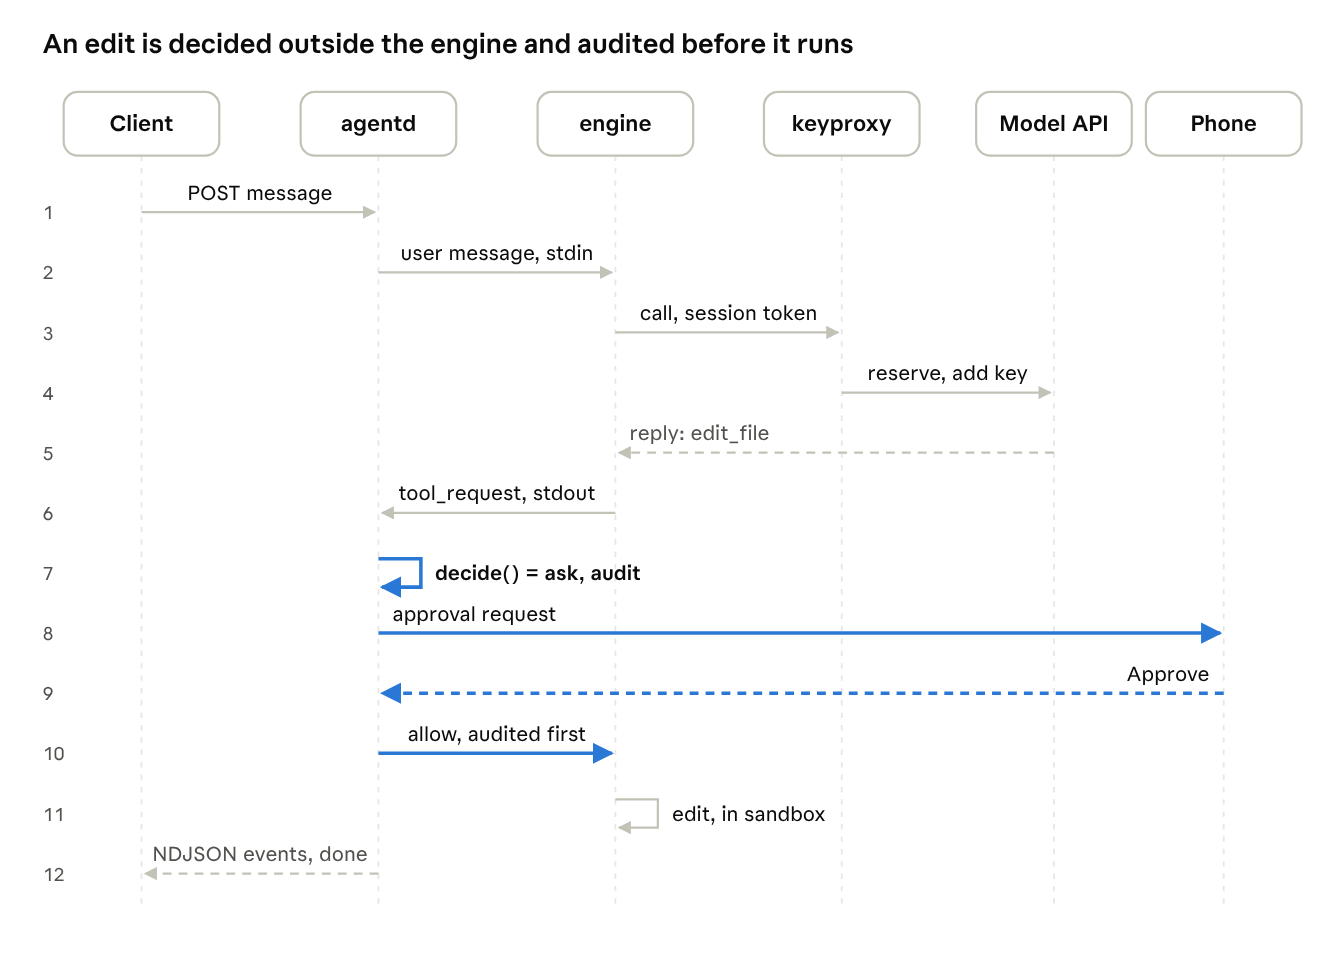 An edit is decided outside the engine and audited before it runs
Client
agentd
engine
keyproxy
Model API
Phone
1
POST message
2
user message, stdin
3
call, session token
4
reserve, add key
5
reply: edit_file
6
tool_request, stdout
7
decide() = ask, audit
8
approval request
9
Approve
10
allow, audited first
11
edit, in sandbox
12
NDJSON events, done